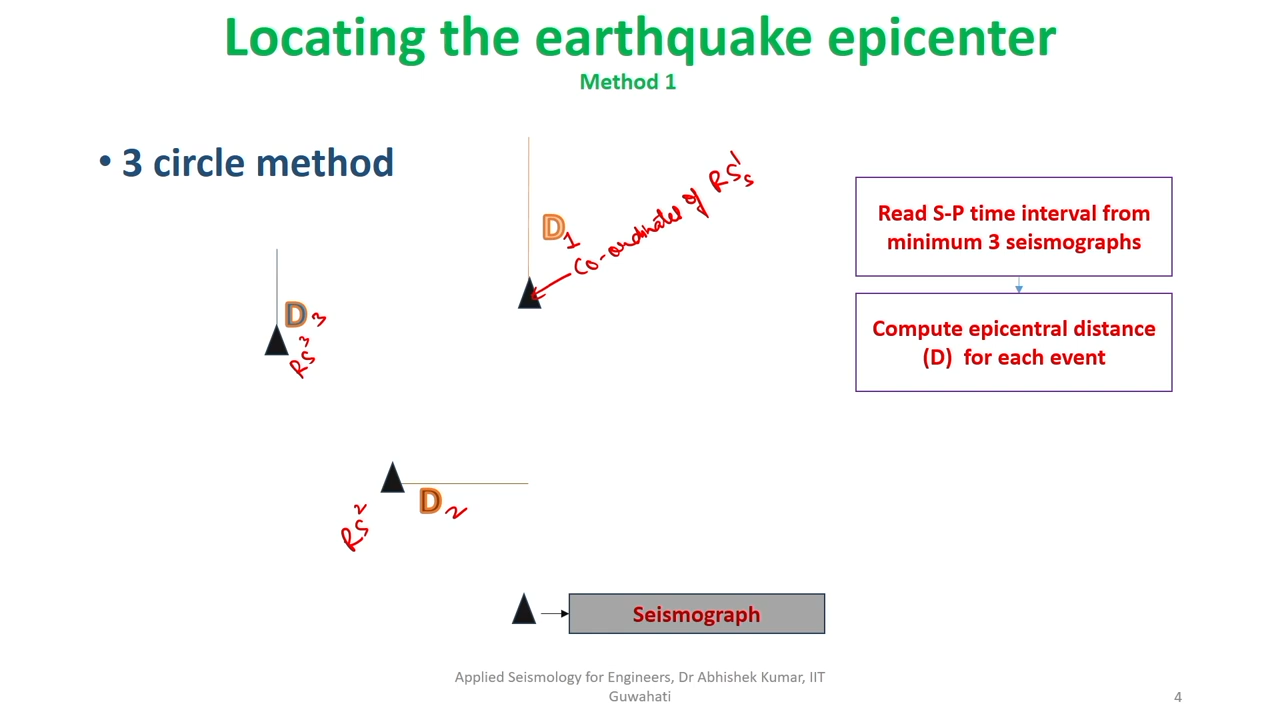 Locating the earthquake epicenter
Method 1
• 3 circle method
D1
Co-ordinates of RS1s
D3
RS3
Read S-P time interval from
minimum 3 seismographs
Compute epicentral distance
(D) for each event
D2
RS2
Seismograph
Applied Seismology for Engineers, Dr Abhishek Kumar, IIT
Guwahati
4